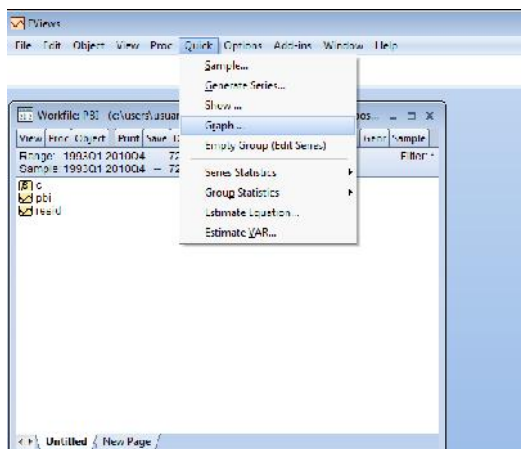 EViews
File Edit Object View Proc Quick Options Add-ins Window Help
Sample...
Generate Series...
Show ...
Graph ...
Empty Group (Edit Series)
Series Statistics
Group Statistics
Estimate Equation...
Estimate VAR...
Workfile: PBI (c:\users\usuar
View Proc Object Print Save
Genr Sample
Range: 1993Q1 2010Q4 72
Filter: *
Sample: 1993Q1 2010Q4 -- 72
c
pbi
resid
Untitled New Page